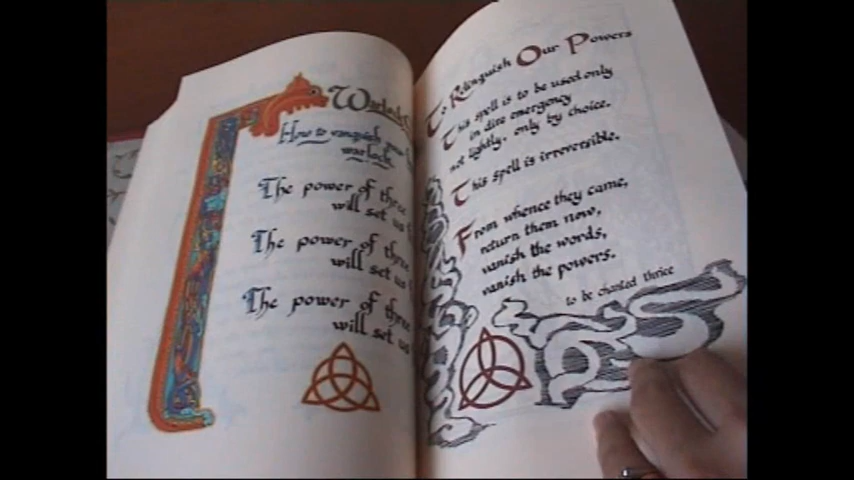 Warlock
How to vanquish your
warlock
The power of three
will set us
The power of three
will set us
The power of three
will set us
To Relinquish Our Powers
This spell is to be used only
in dire emergency
not lightly, only by choice.
This spell is irreversible.
From whence they came,
return them now,
vanish the words,
vanish the powers.
to be chanted thrice